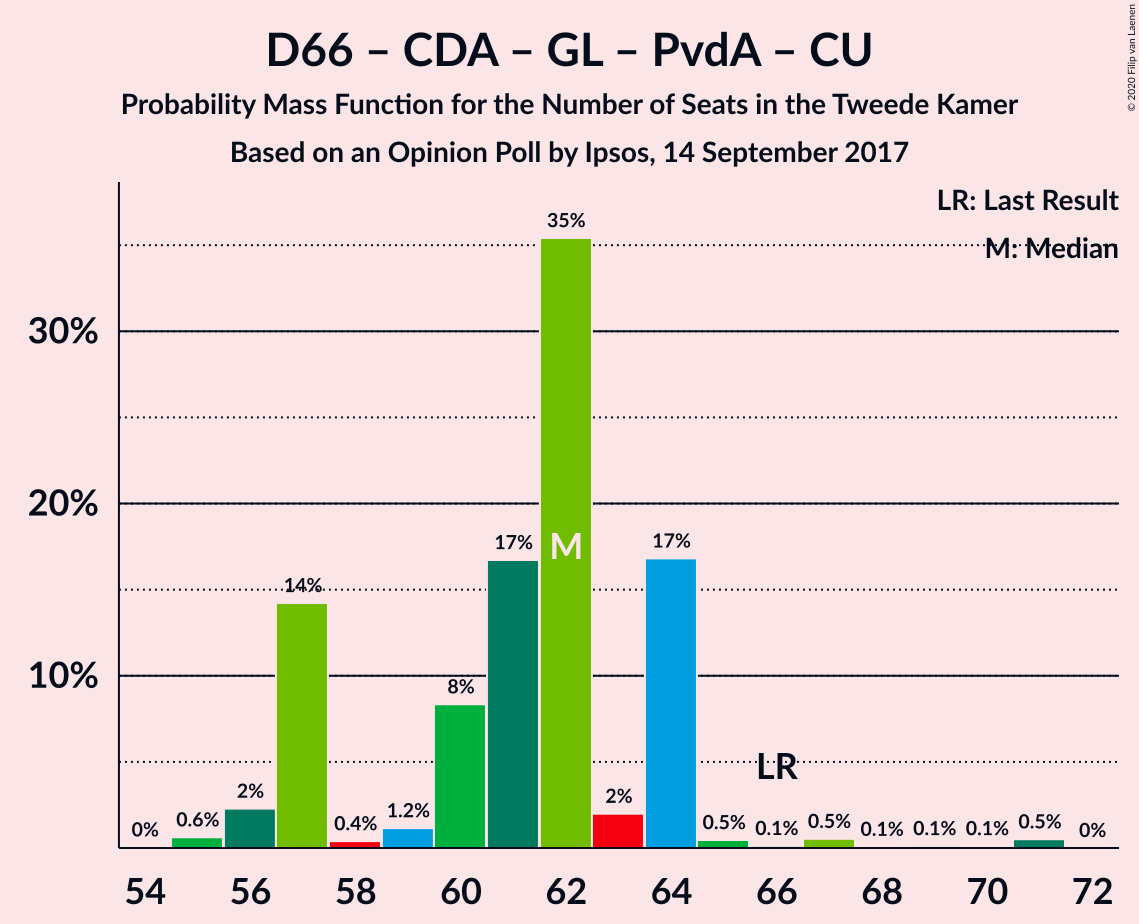 D66 – CDA – GL – PvdA – CU
Probability Mass Function for the Number of Seats in the Tweede Kamer
Based on an Opinion Poll by Ipsos, 14 September 2017
© 2020 Filip van Laenen
LR: Last Result
M: Median
30%
20%
10%
0%
0.6%
2%
14%
0.4%
1.2%
8%
17%
35%
M
2%
17%
0.5%
LR
0.1%
0.5%
0.1%
0.1%
0.1%
0.5%
0%
54 56 58 60 62 64 66 68 70 72